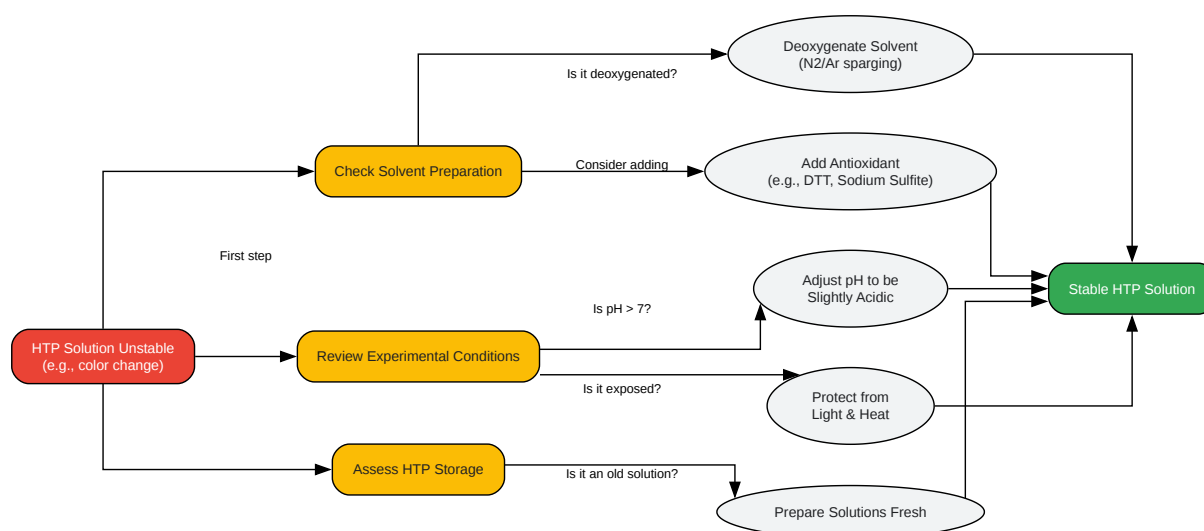 Deoxygenate Solvent
(N2/Ar sparging)
Is it deoxygenated?
Check Solvent Preparation
Consider adding
Add Antioxidant
(e.g., DTT, Sodium Sulfite)
First step
Adjust pH to be
Slightly Acidic
Stable HTP Solution
Is pH > 7?
HTP Solution Unstable
(e.g., color change)
Review Experimental Conditions
Is it exposed?
Protect from
Light & Heat
Assess HTP Storage
Is it an old solution?
Prepare Solutions Fresh